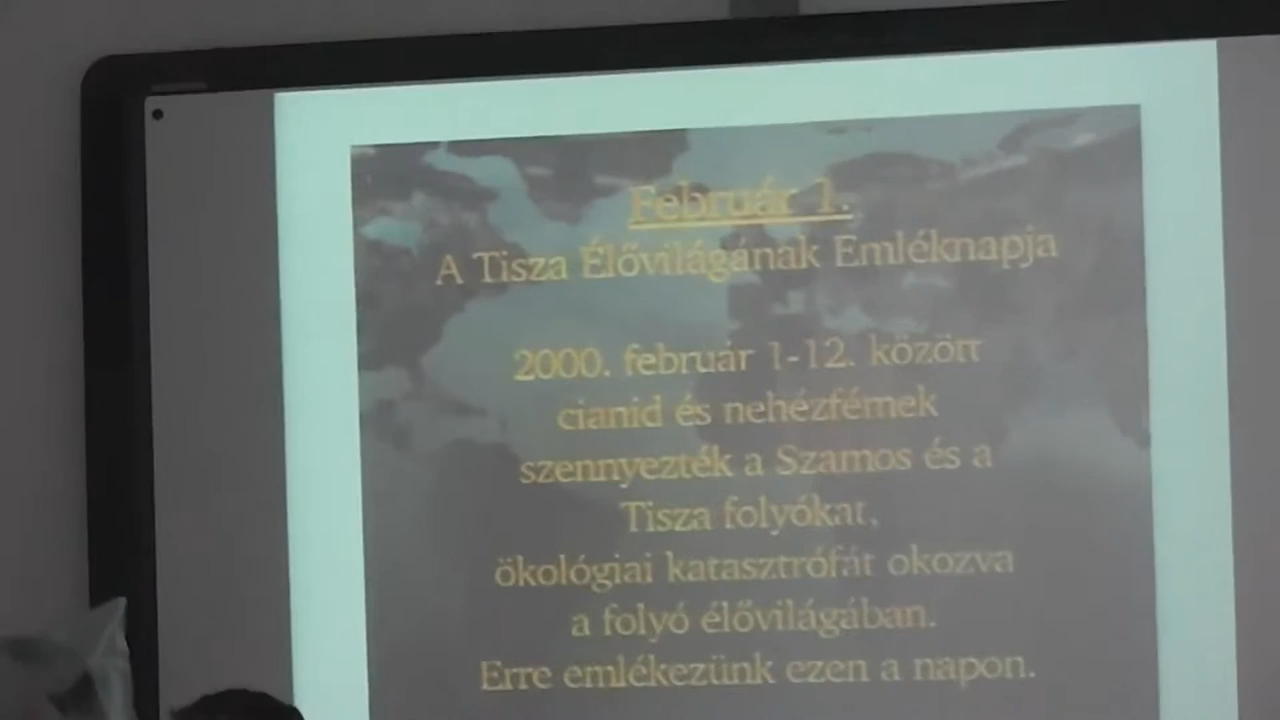 Február 1.
A Tisza Élővilágának Emléknapja
2000. február 1-12. között
cianid és nehézfémek
szennyezték a Szamos és a
Tisza folyókat,
ökológiai katasztrófát okozva
a folyó élővilágában.
Erre emlékezünk ezen a napon.